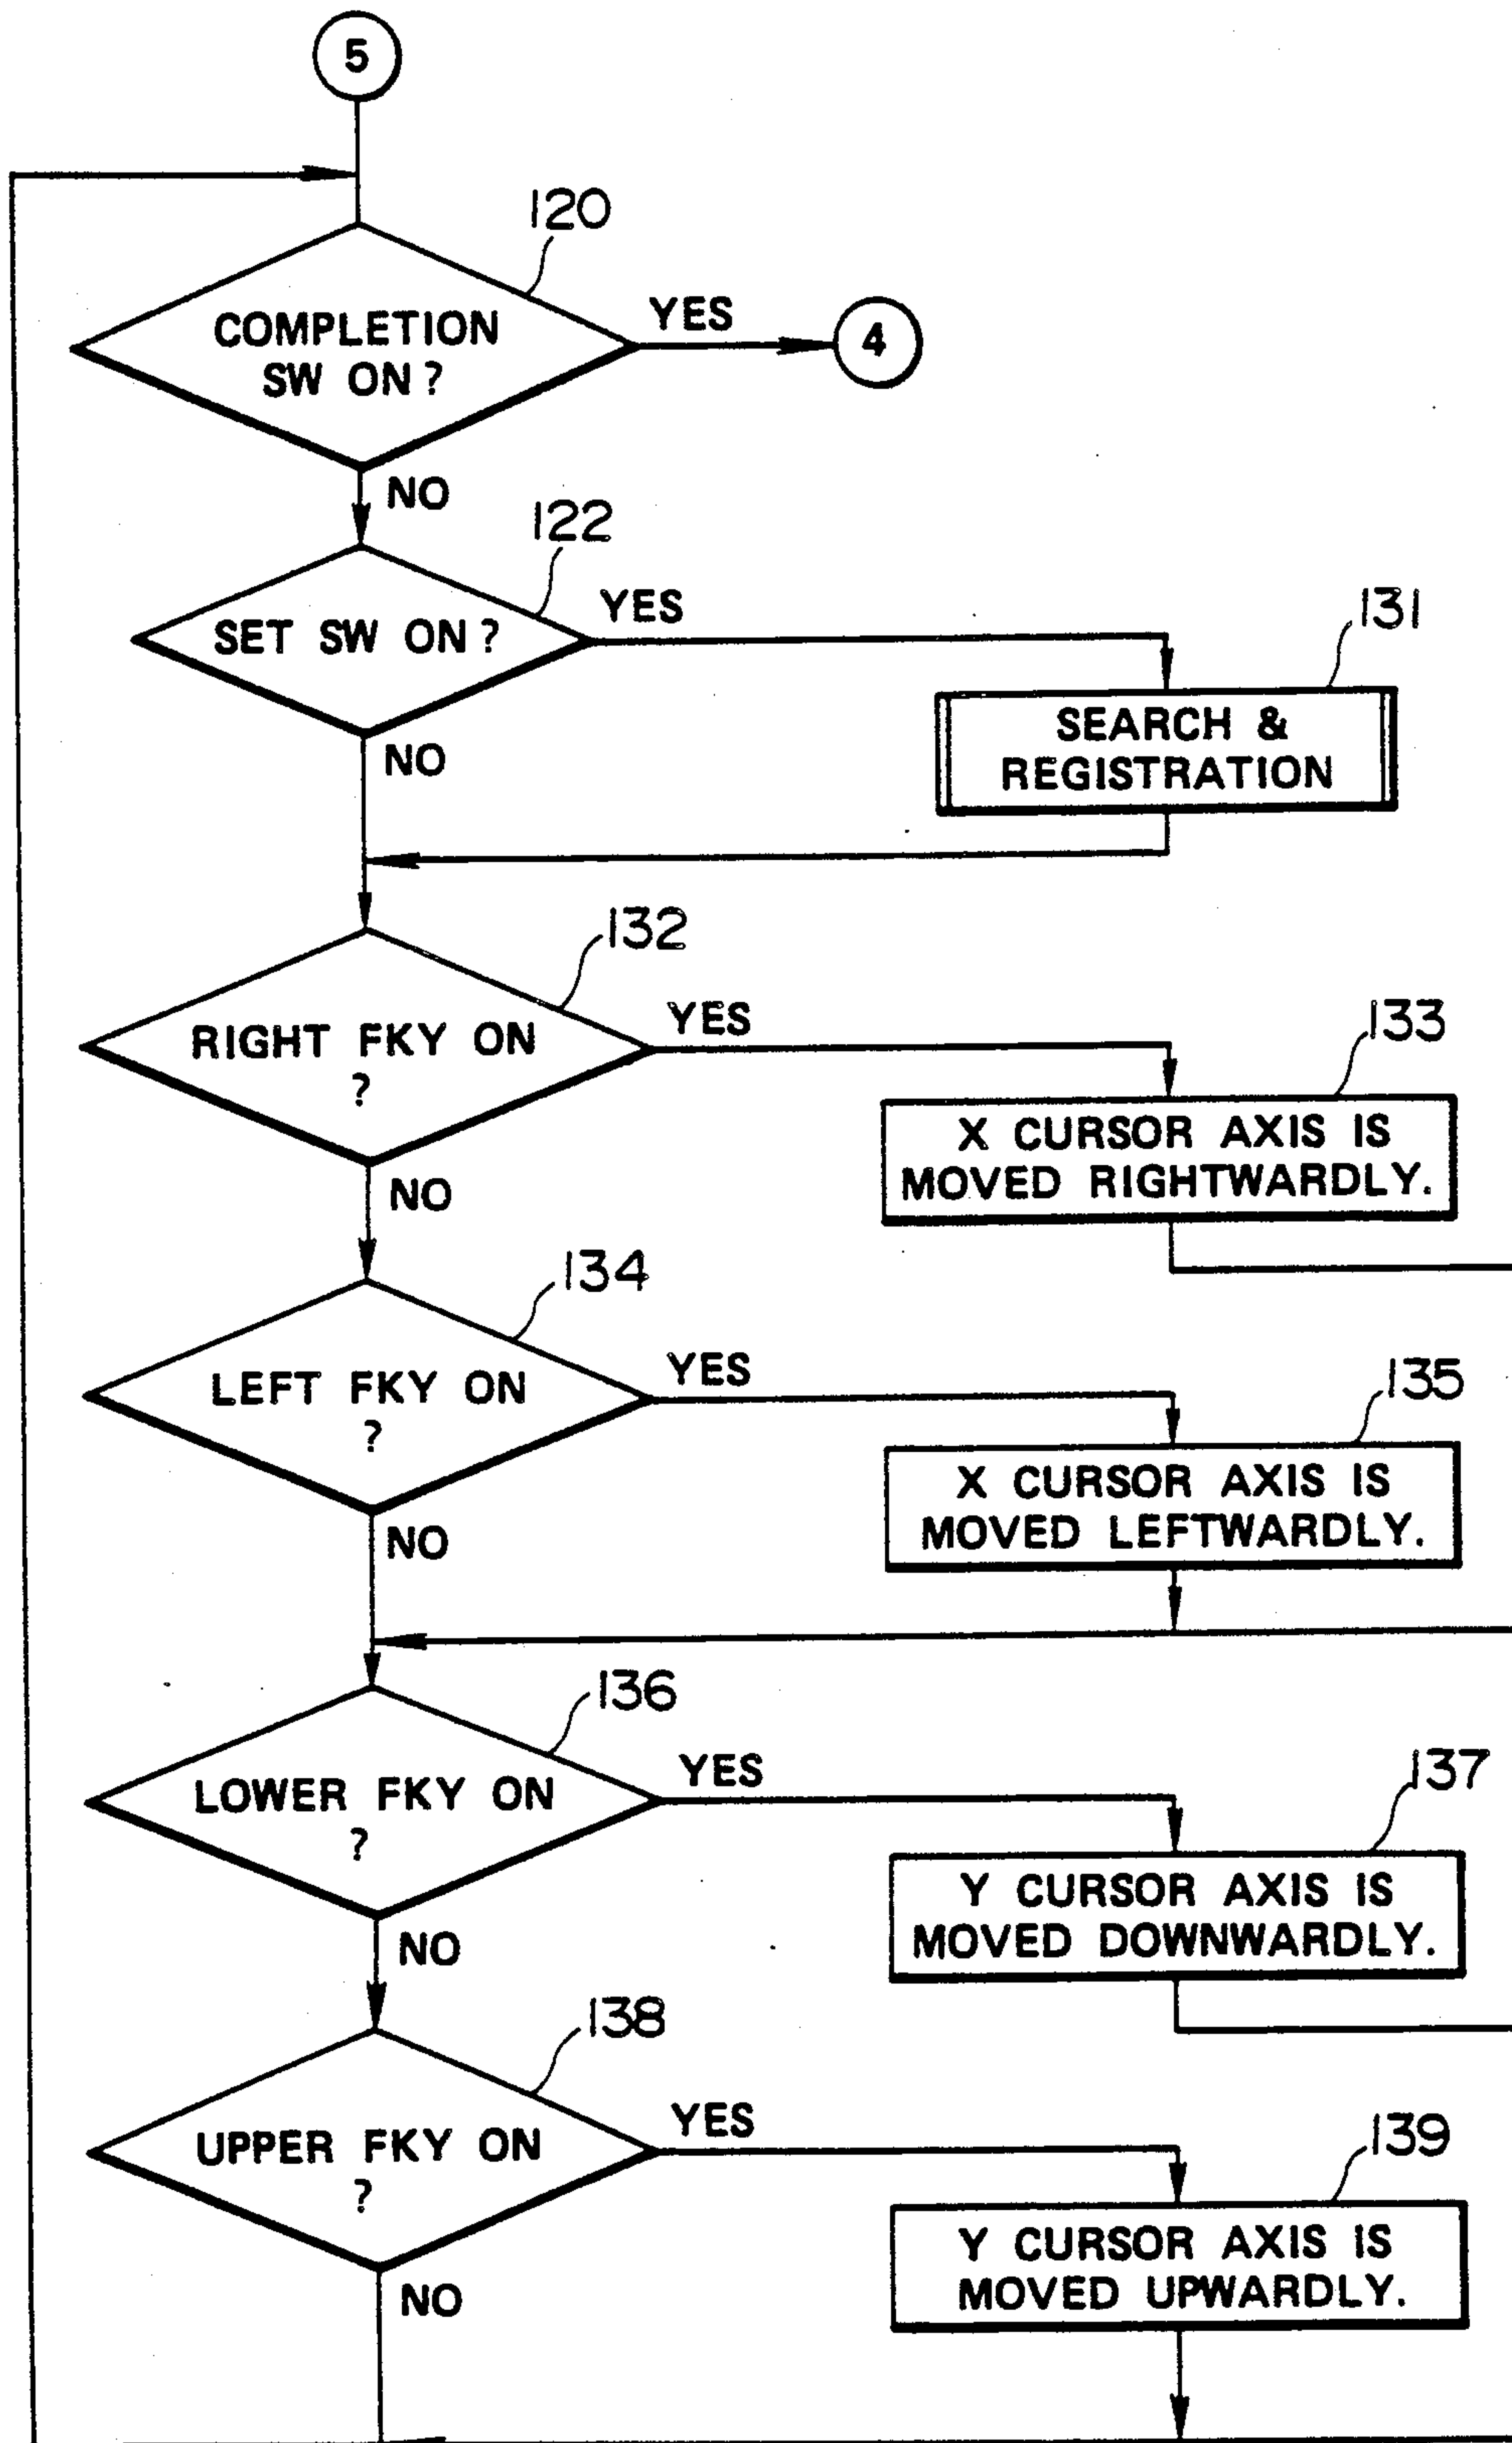 5
120
COMPLETION
SW ON?
YES
4
NO
122
SET SW ON?
YES
131
SEARCH &
REGISTRATION
NO
132
RIGHT FKY ON
?
YES
133
X CURSOR AXIS IS
MOVED RIGHTWARDLY.
NO
134
LEFT FKY ON
?
YES
135
X CURSOR AXIS IS
MOVED LEFTWARDLY.
NO
136
LOWER FKY ON
?
YES
137
Y CURSOR AXIS IS
MOVED DOWNWARDLY.
NO
138
UPPER FKY ON
?
YES
139
Y CURSOR AXIS IS
MOVED UPWARDLY.
NO